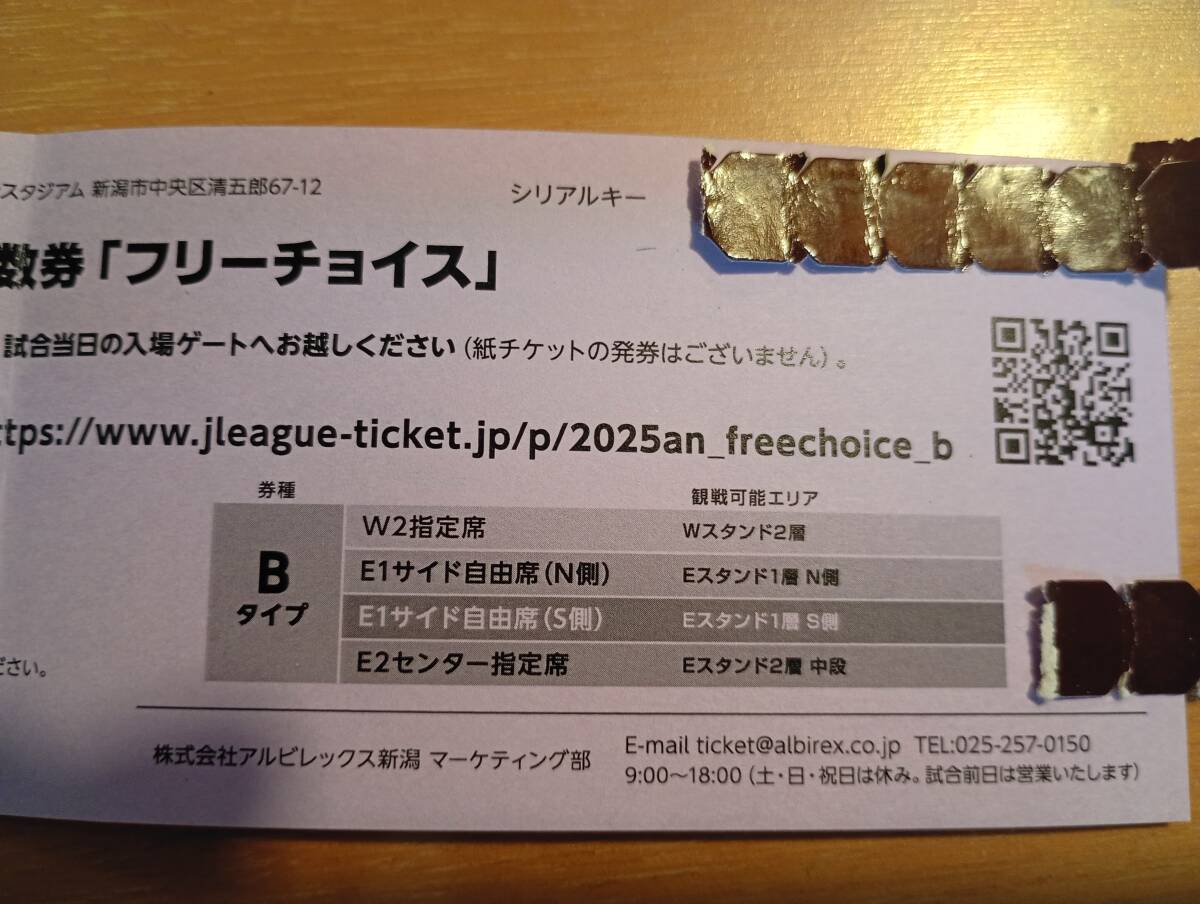 スタジアム 新潟市中央区清五郎67-12
シリアルキー
数券「フリーチョイス」
試合当日の入場ゲートへお越しください（紙チケットの発券はございません）。
ttps://www.jleague-ticket.jp/p/2025an_freechoice_b
券種 観戦可能エリア
B
タイプ
W2指定席 Wスタンド2層
E1サイド自由席（N側） Eスタンド1層 N側
E1サイド自由席（S側） Eスタンド1層 S側
E2センター指定席 Eスタンド2層 中段
ださい。
株式会社アルビレックス新潟 マーケティング部
E-mail ticket@albirex.co.jp TEL:025-257-0150
9:00～18:00（土・日・祝日は休み。試合前日は営業いたします）